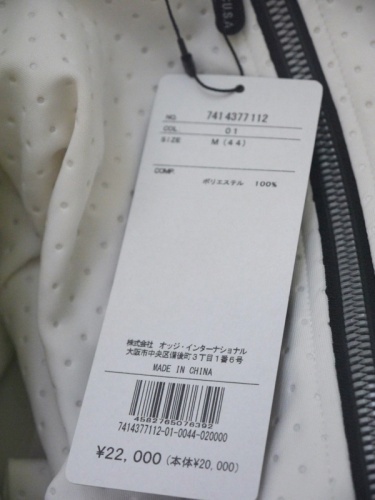 U.S.A
NO. 7414377112
COL. 01
SIZE M (44)
COMP.
ポリエステル 100%
株式会社 オッジ・インターナショナル
大阪市中央区備後町3丁目1番6号
MADE IN CHINA
4582765076392
7414377112-01-0044-020000
¥22,000 (本体¥20,000)